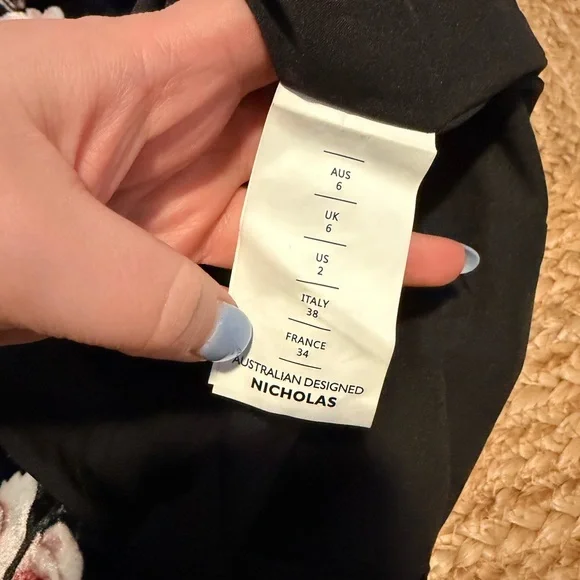 AUS
6
UK
6
US
2
ITALY
38
FRANCE
34
AUSTRALIAN DESIGNED
NICHOLAS